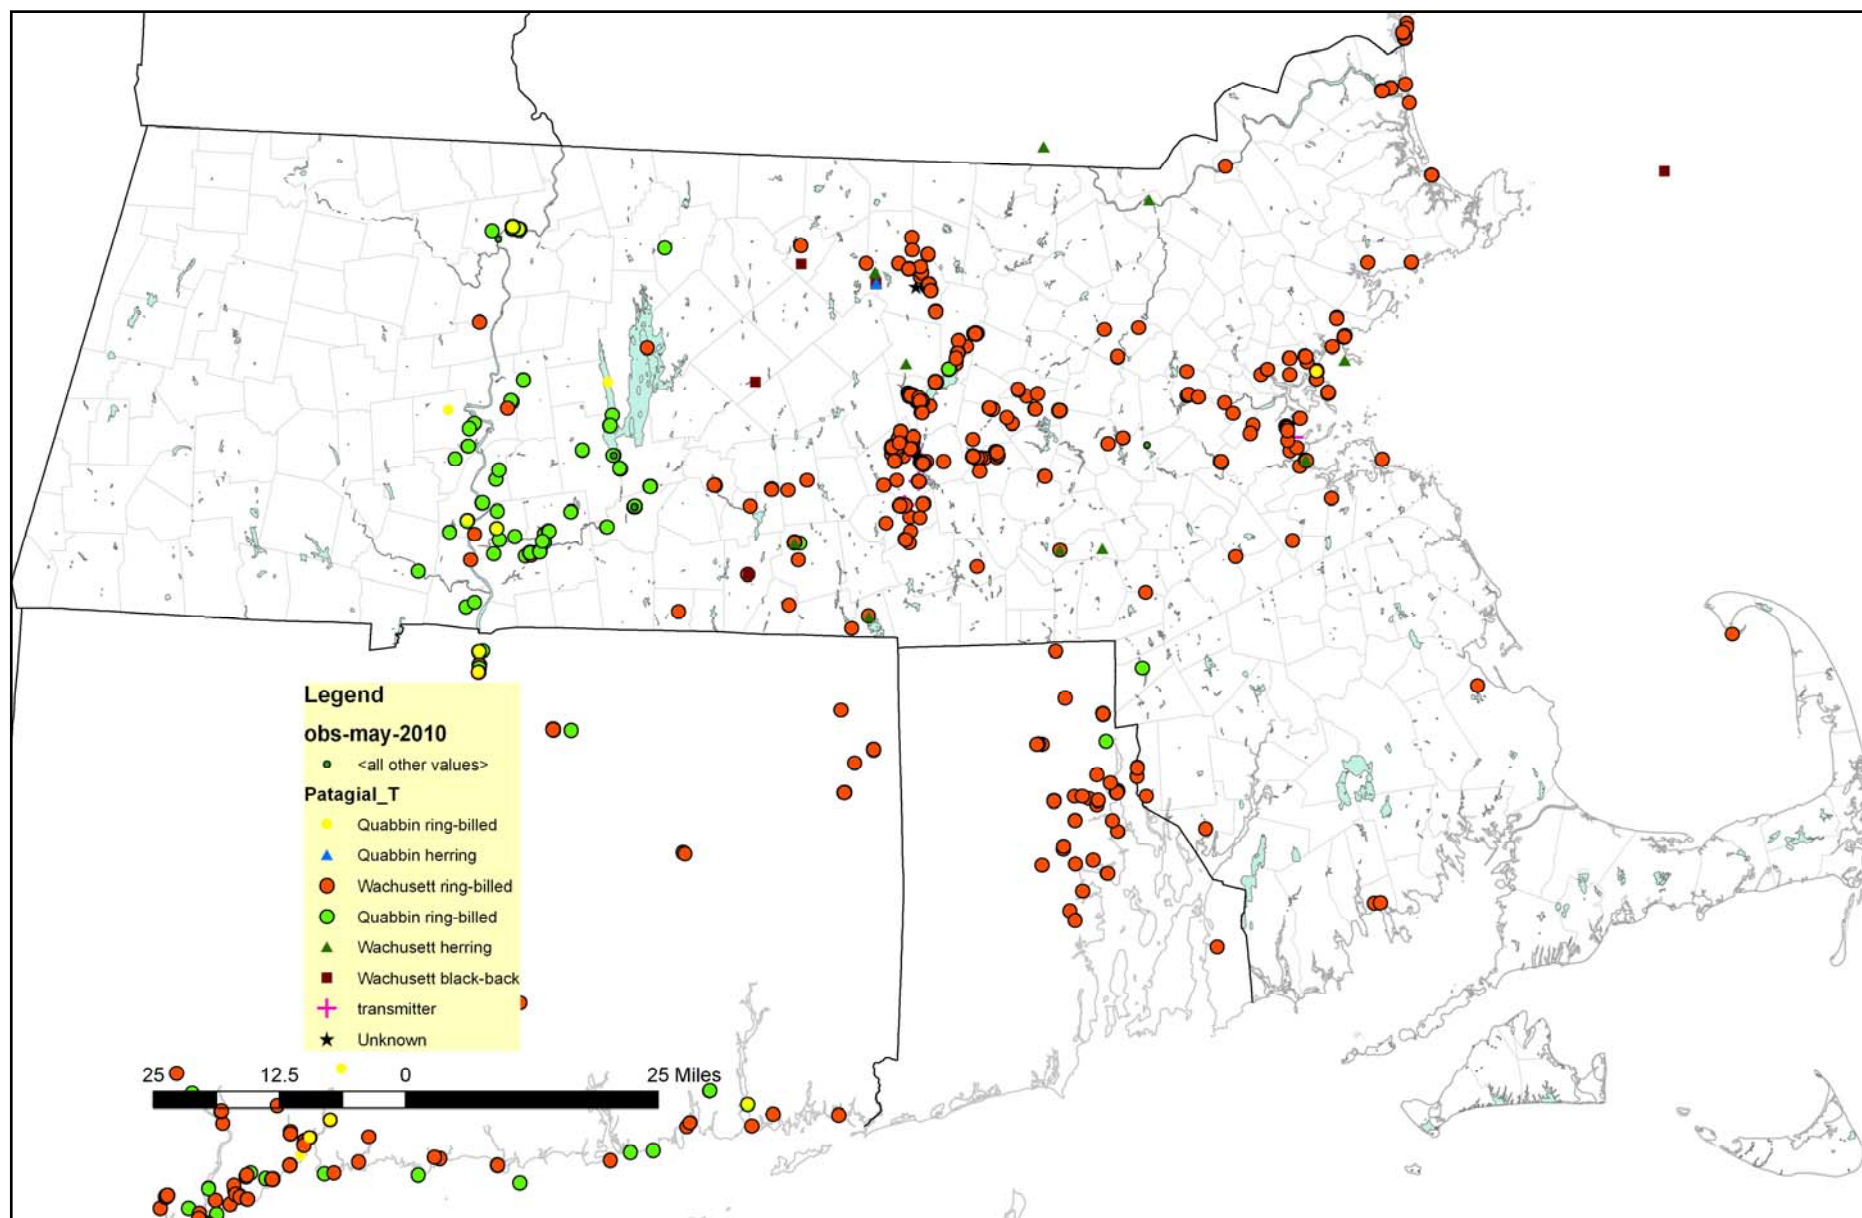 Legend
obs-may-2010
<all other values>
Patagial_T
Quabbin ring-billed
Quabbin herring
Wachusett ring-billed
Quabbin ring-billed
Wachusett herring
Wachusett black-back
transmitter
Unknown
25 12.5 0 25 Miles